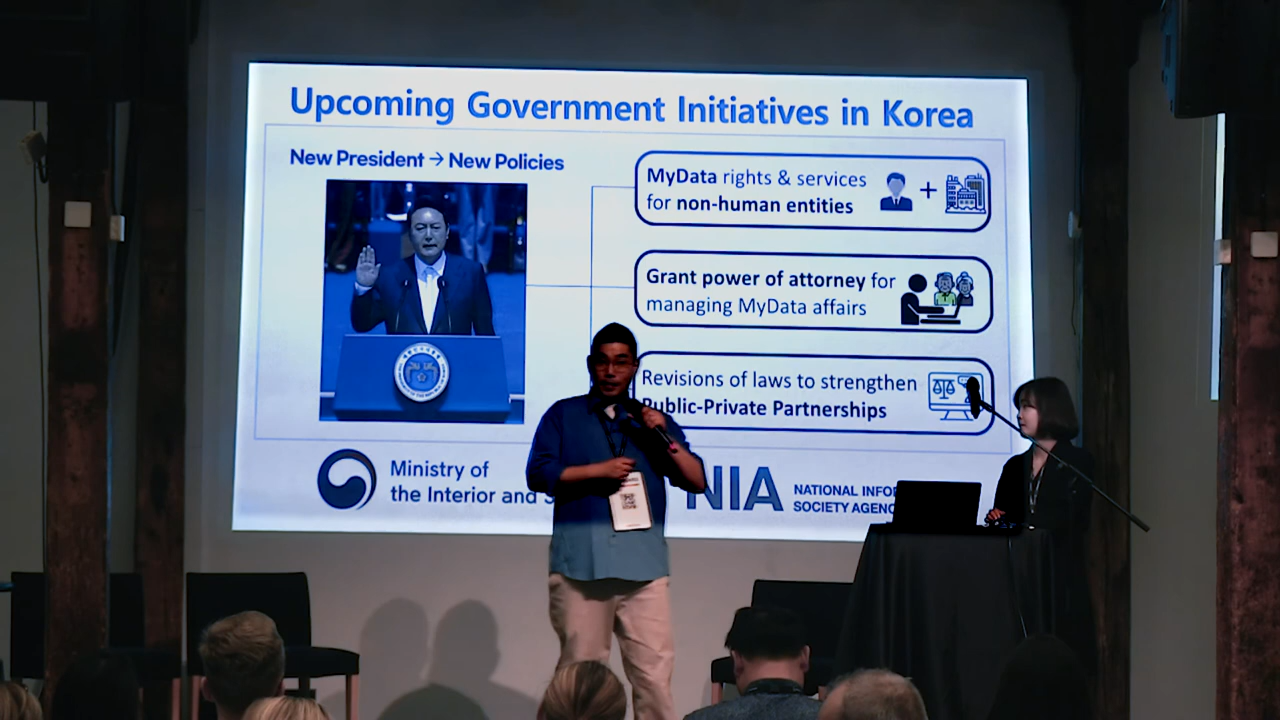 Upcoming Government Initiatives in Korea
New President → New Policies
MyData rights & services
for non-human entities
Grant power of attorney for
managing MyData affairs
Revisions of laws to strengthen
Public-Private Partnerships
Ministry of
the Interior and
NIA
NATIONAL
SOCIETY